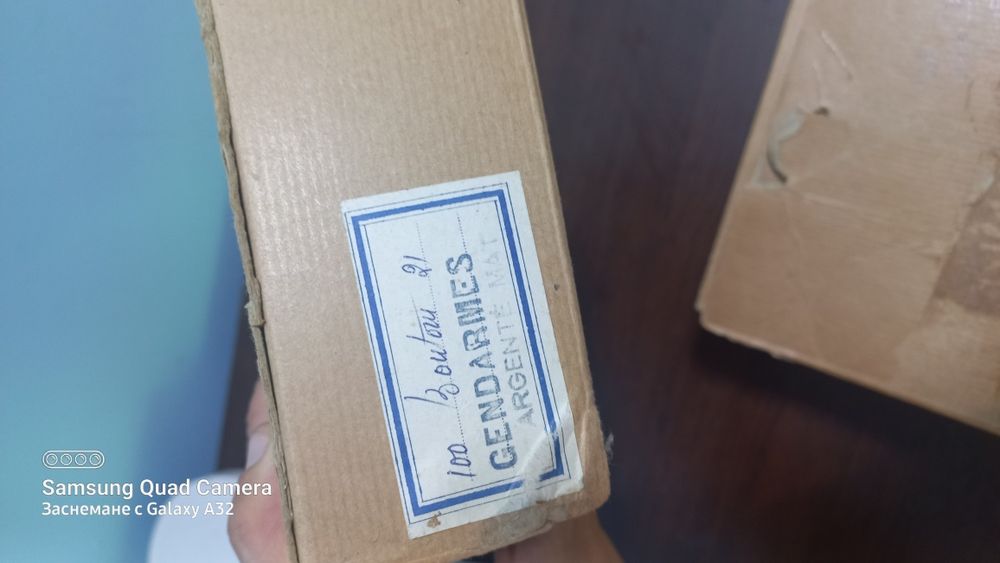 100 Boutons 21
GENDARMES
ARGENTÉ MAT
Samsung Quad Camera
Заснемане с Galaxy A32